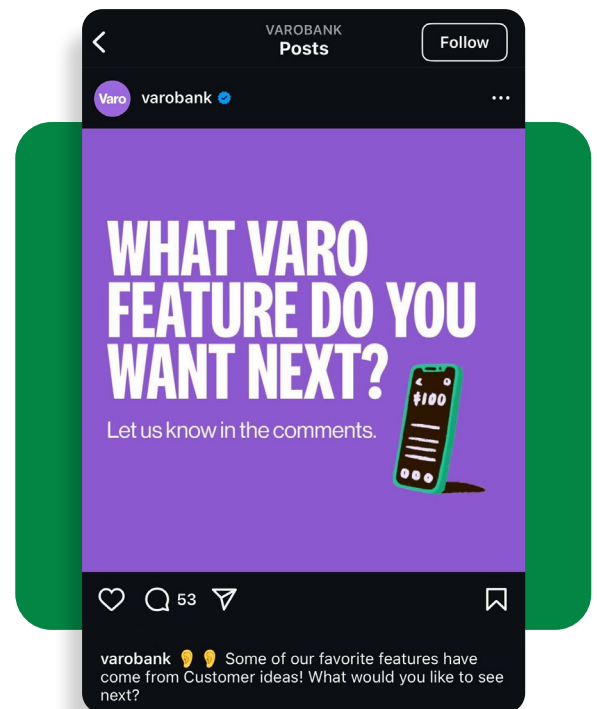 VAROBANK
Posts
Follow
Varo
varobank
WHAT VARO
FEATURE DO YOU
WANT NEXT?
$100
Let us know in the comments.
53
varobank 👂 👂 Some of our favorite features have
come from Customer ideas! What would you like to see
next?